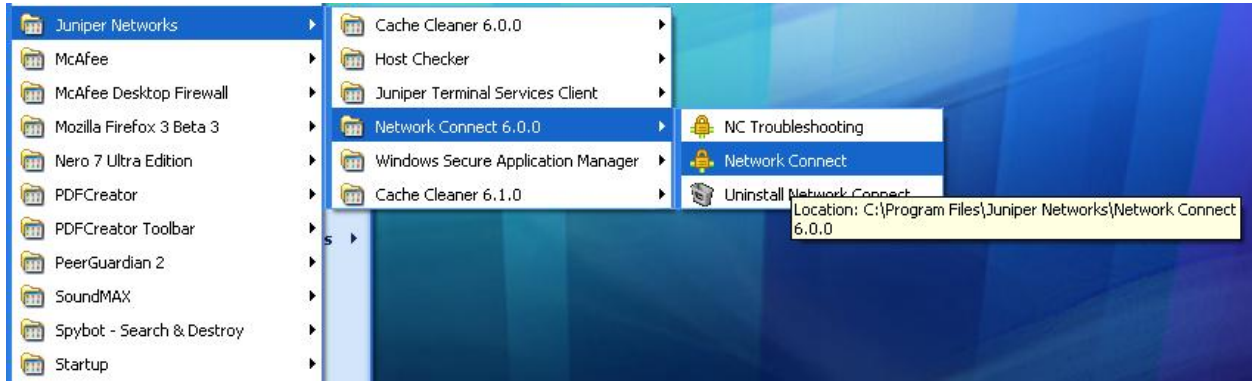 Juniper Networks
McAfee
McAfee Desktop Firewall
Mozilla Firefox 3 Beta 3
Nero 7 Ultra Edition
PDFCreator
PDFCreator Toolbar
PeerGuardian 2
SoundMAX
Spybot - Search & Destroy
Startup
s
Cache Cleaner 6.0.0
Host Checker
Juniper Terminal Services Client
Network Connect 6.0.0
Windows Secure Application Manager
Cache Cleaner 6.1.0
NC Troubleshooting
Network Connect
Uninstall Network Connect
Location: C:\Program Files\Juniper Networks\Network Connect
6.0.0